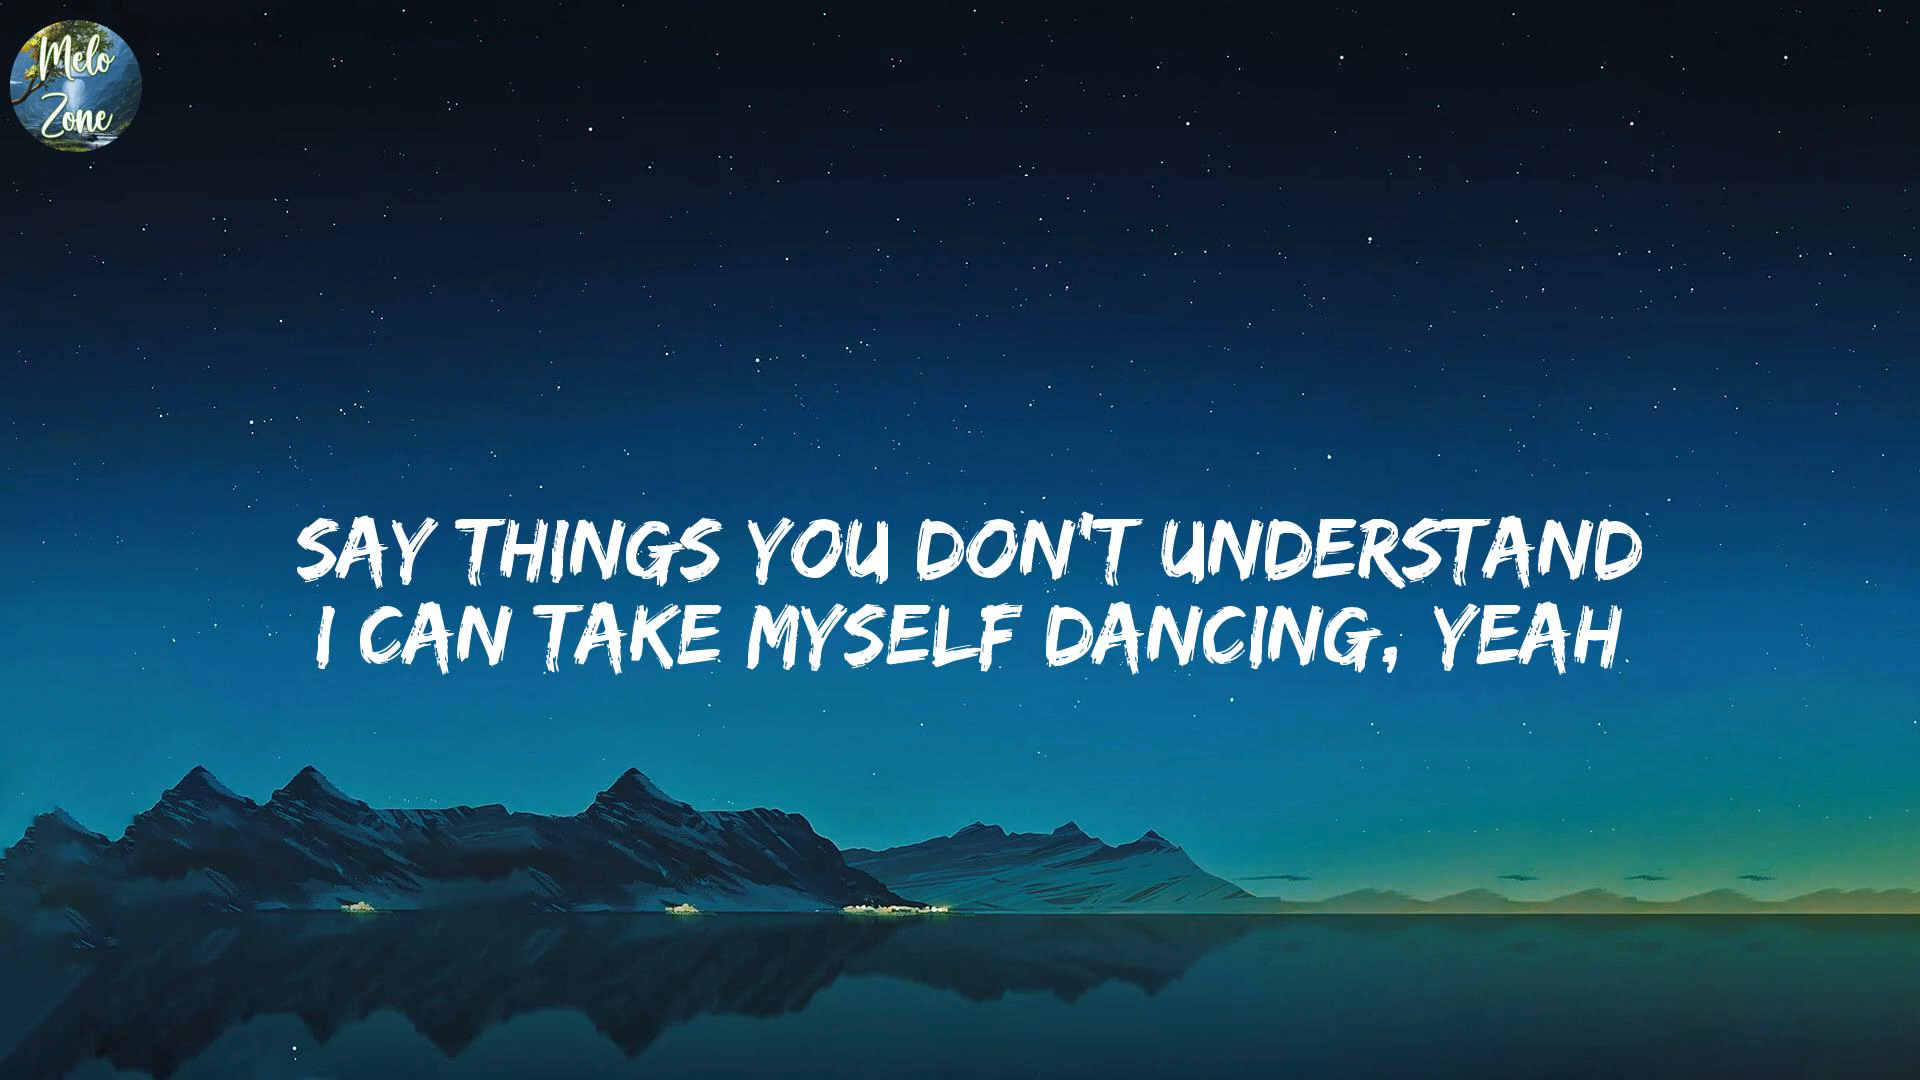 Melo
Zone
SAY THINGS YOU DON'T UNDERSTAND
I CAN TAKE MYSELF DANCING, YEAH